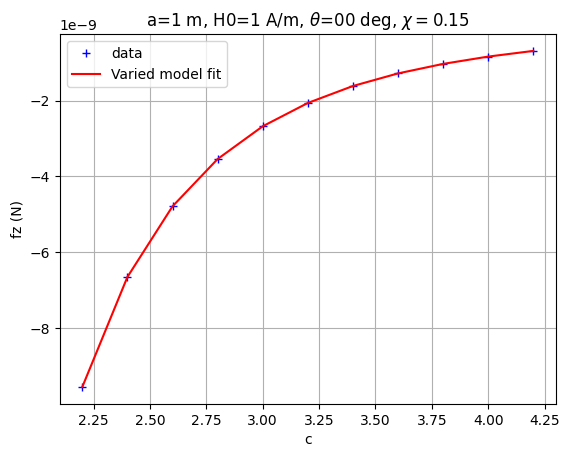 a=1 m, H0=1 A/m, θ=00 deg, χ = 0.15
1e−9
data
Varied model fit
−2
−4
−6
−8
fz (N)
2.25 2.50 2.75 3.00 3.25 3.50 3.75 4.00 4.25
c